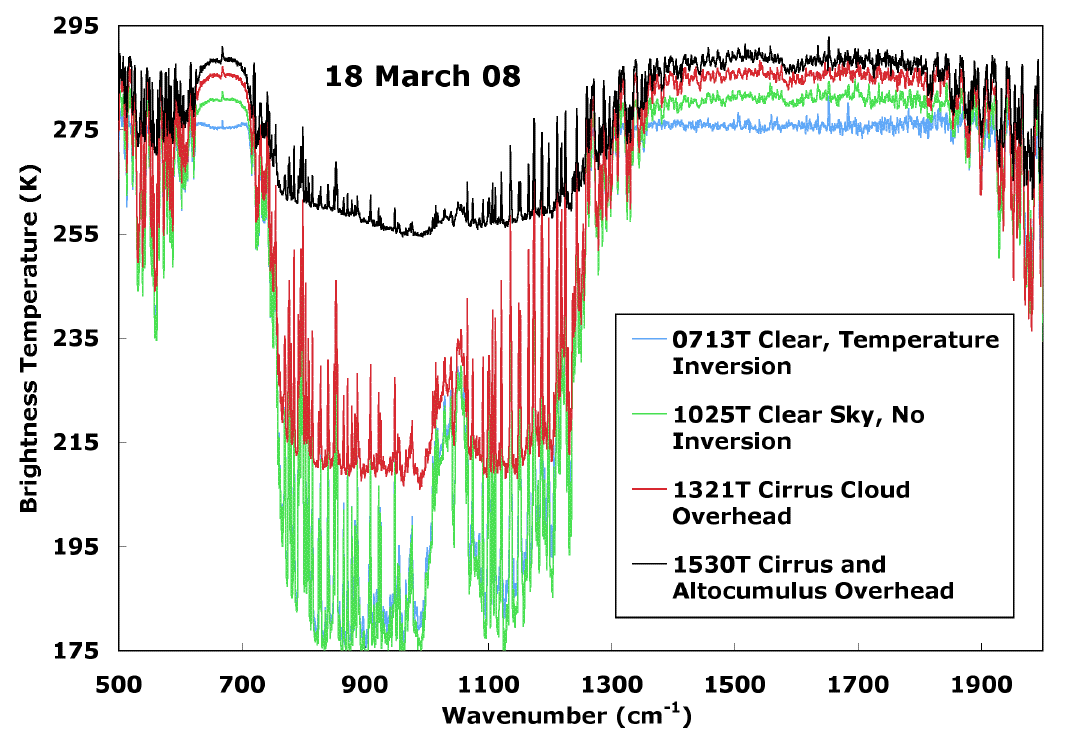 295
275
255
235
215
195
175
Brightness Temperature (K)
18 March 08
0713T Clear, Temperature
Inversion
1025T Clear Sky, No
Inversion
1321T Cirrus Cloud
Overhead
1530T Cirrus and
Altocumulus Overhead
500 700 900 1100 1300 1500 1700 1900
Wavenumber (cm⁻¹)